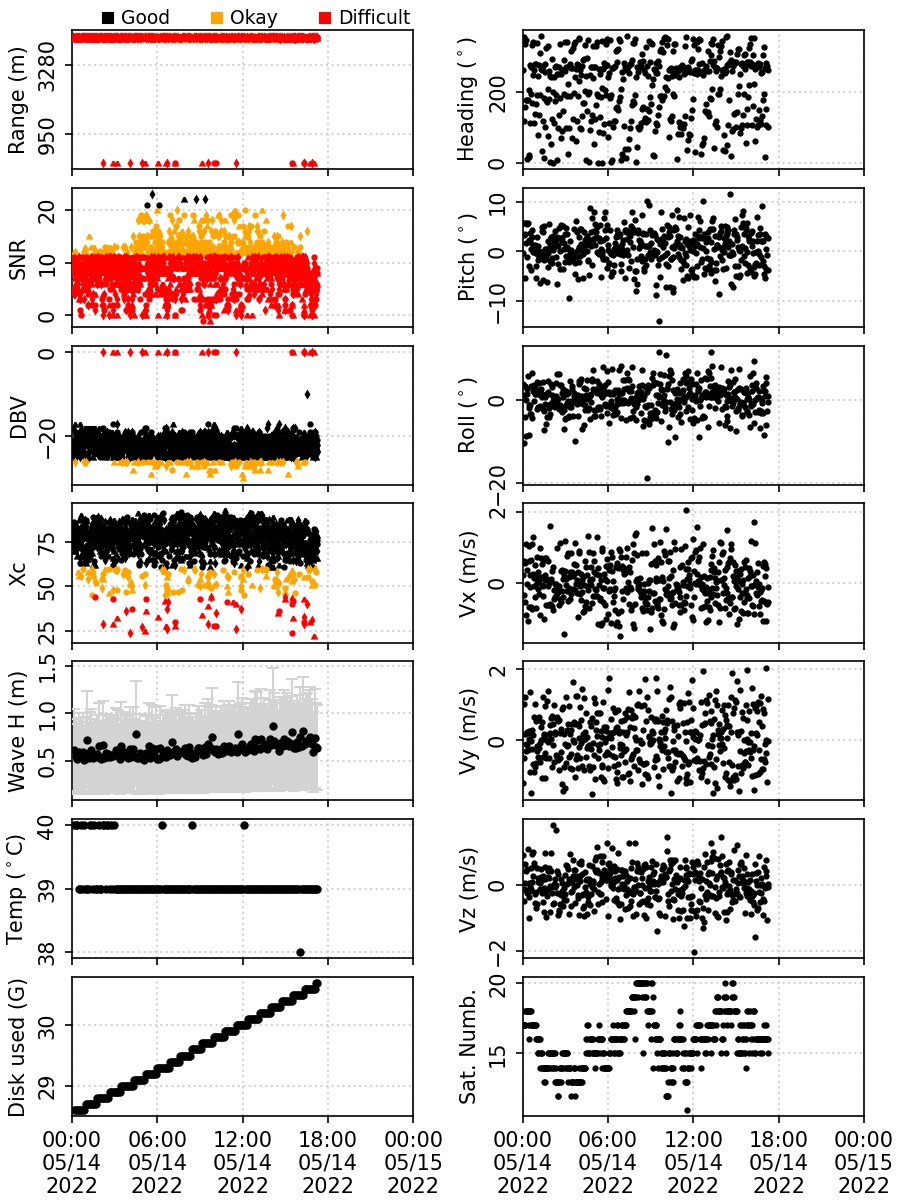 Good Okay Difficult
Range (m)
3280
950
Heading (°)
200
0
SNR
20
10
0
Pitch (°)
10
0
−10
DBV
0
−20
Roll (°)
0
−20
Xc
75
50
25
Vx (m/s)
2
0
Wave H (m)
1.5
1.0
0.5
Vy (m/s)
2
0
Temp (°C)
40
39
38
Vz (m/s)
0
−2
Disk used (G)
30
29
Sat. Numb.
20
15
00:00 06:00 12:00 18:00 00:00
05/14 05/14 05/14 05/14 05/15
2022 2022 2022 2022 2022
00:00 06:00 12:00 18:00 00:00
05/14 05/14 05/14 05/14 05/15
2022 2022 2022 2022 2022